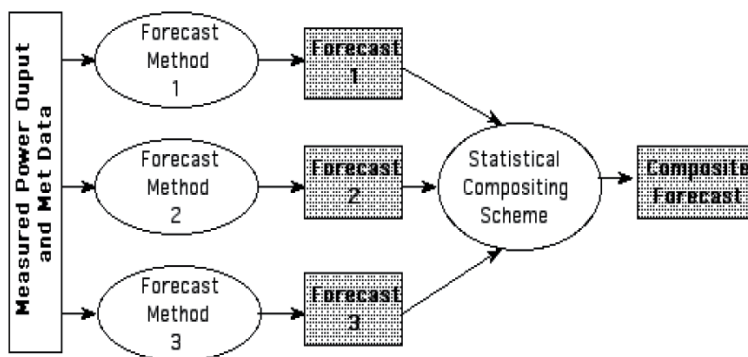 Measured Power Ouput
and Met Data
Forecast
Method
1
Forecast
1
Forecast
Method
2
Forecast
2
Forecast
Method
3
Forecast
3
Statistical
Compositing
Scheme
Composite
Forecast